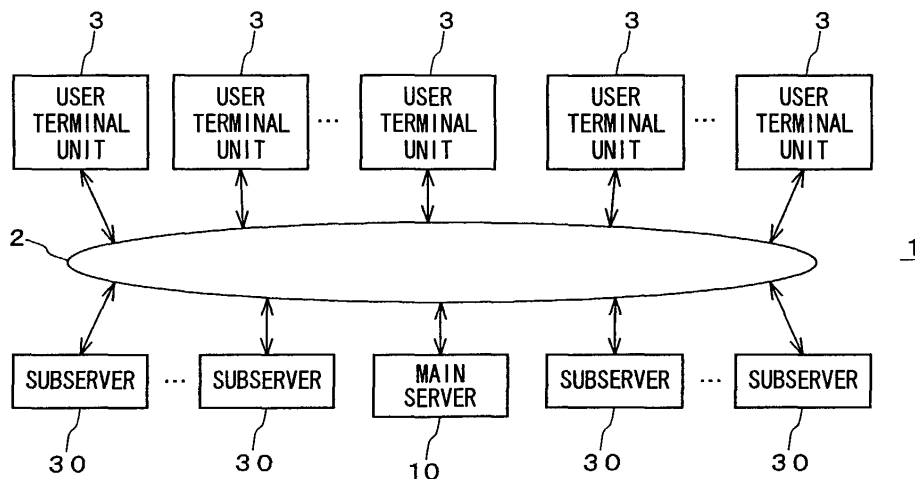 3 3 3 3 3
USER TERMINAL UNIT
USER TERMINAL UNIT
...
USER TERMINAL UNIT
USER TERMINAL UNIT
...
USER TERMINAL UNIT
2
1
SUBSERVER ... SUBSERVER
MAIN
SERVER
SUBSERVER ... SUBSERVER
30 30 10 30 30